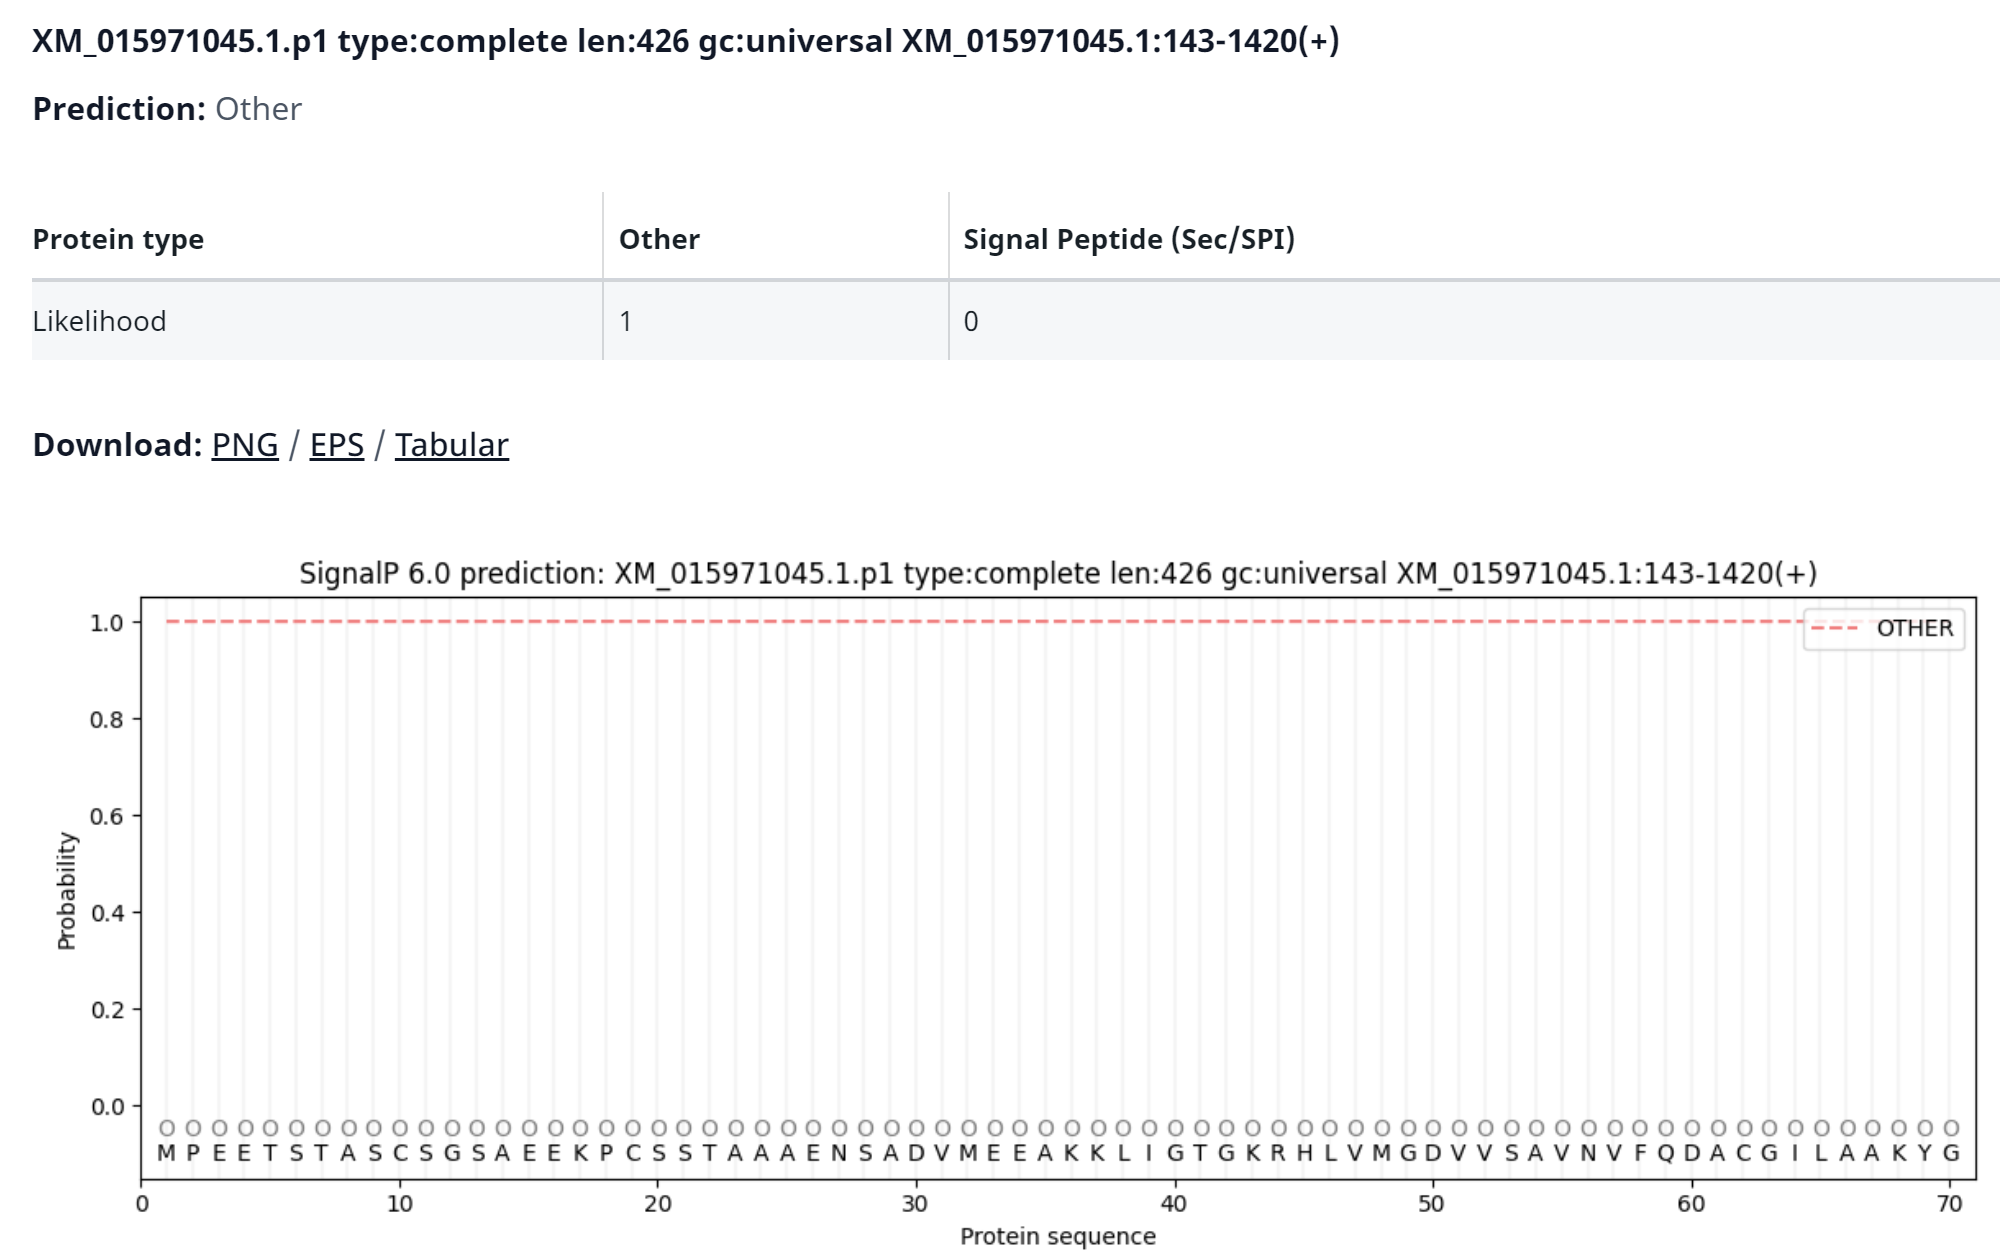 XM_015971045.1.p1 type:complete len:426 gc:universal XM_015971045.1:143-1420(+)
Prediction: Other
Protein type Other Signal Peptide (Sec/SPI)
Likelihood 1 0
Download: PNG / EPS / Tabular
SignalP 6.0 prediction: XM_015971045.1.p1 type:complete len:426 gc:universal XM_015971045.1:143-1420(+)
OTHER
1.0
0.8
0.6
0.4
0.2
0.0
Probability
O O O O O O O O O O O O O O O O O O O O O O O O O O O O O O O O O O O O O O O O O O O O O O O O O O O O O O O O O O O O O O O O O O O O O O
M P E E T S T A S C S G S A E E K P C S S T A A A E N S A D V M E E A K K L I G T G K R H L V M G D V V S A V N V F Q D A C G I L A A K Y G
0 10 20 30 40 50 60 70
Protein sequence